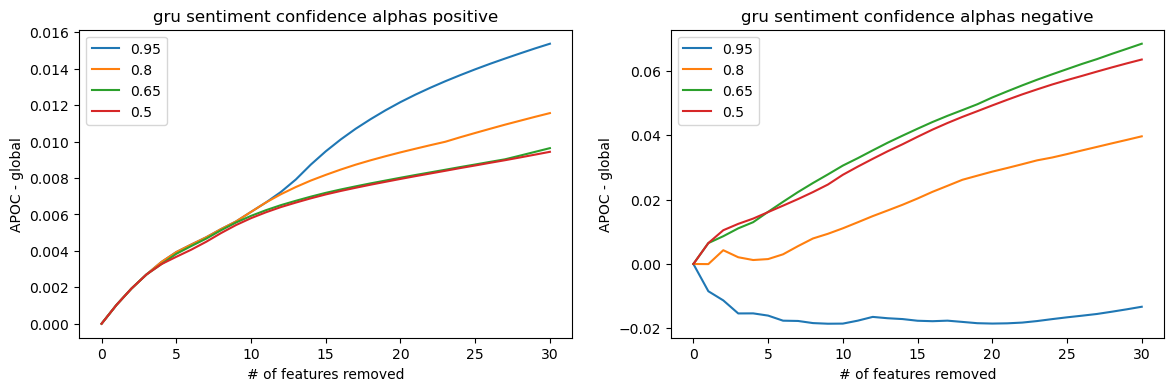 gru sentiment confidence alphas positive
APOC - global
0.016
0.014
0.012
0.010
0.008
0.006
0.004
0.002
0.000
0.95
0.8
0.65
0.5
0 5 10 15 20 25 30
# of features removed
gru sentiment confidence alphas negative
APOC - global
0.06
0.04
0.02
0.00
−0.02
0.95
0.8
0.65
0.5
0 5 10 15 20 25 30
# of features removed